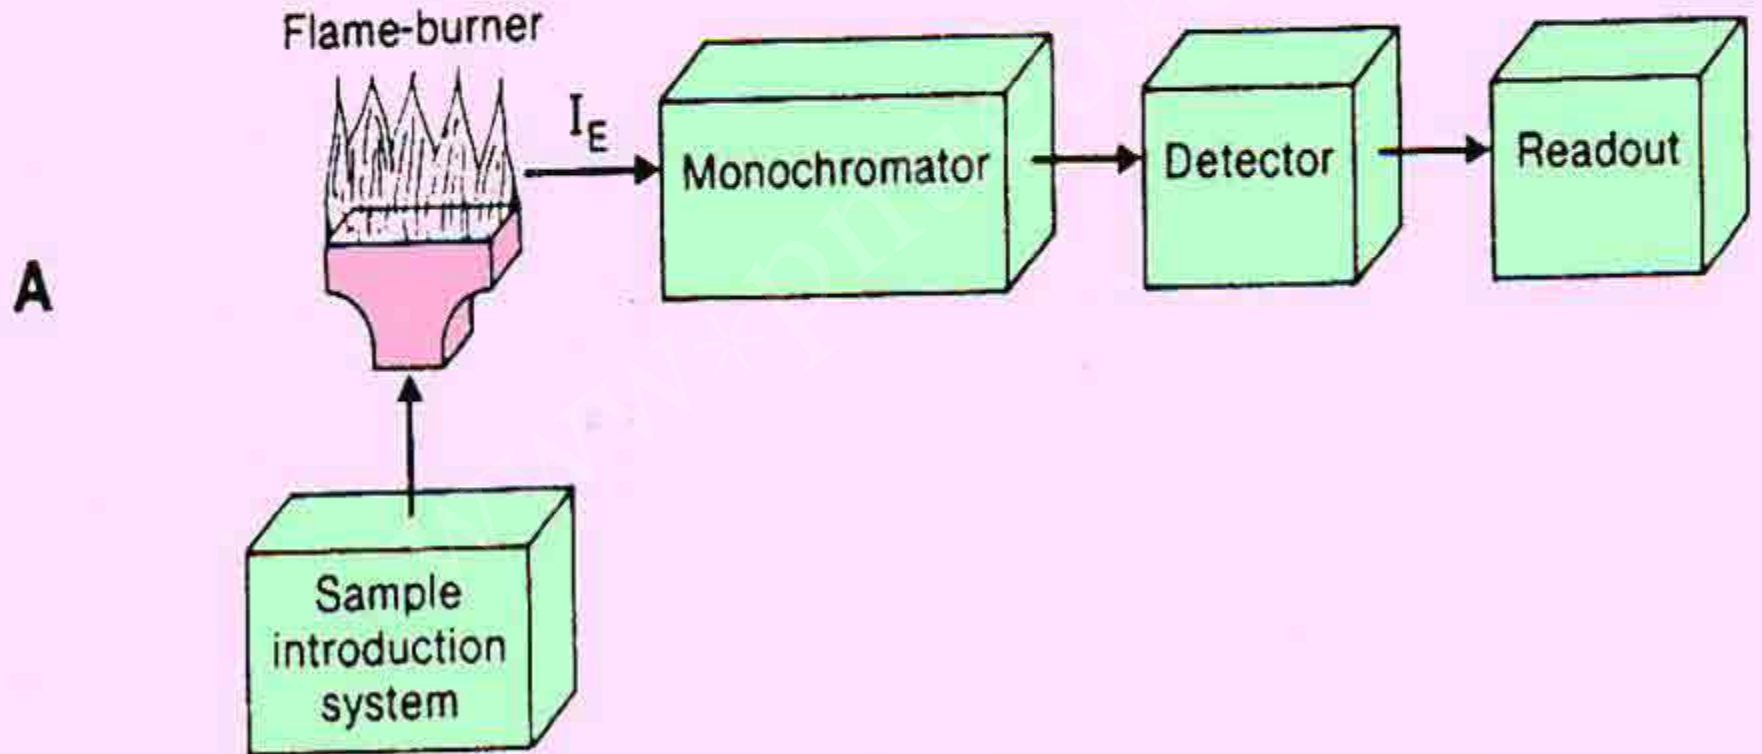 Flame-burner
I_E
Monochromator
Detector
Readout
A
Sample
introduction
system